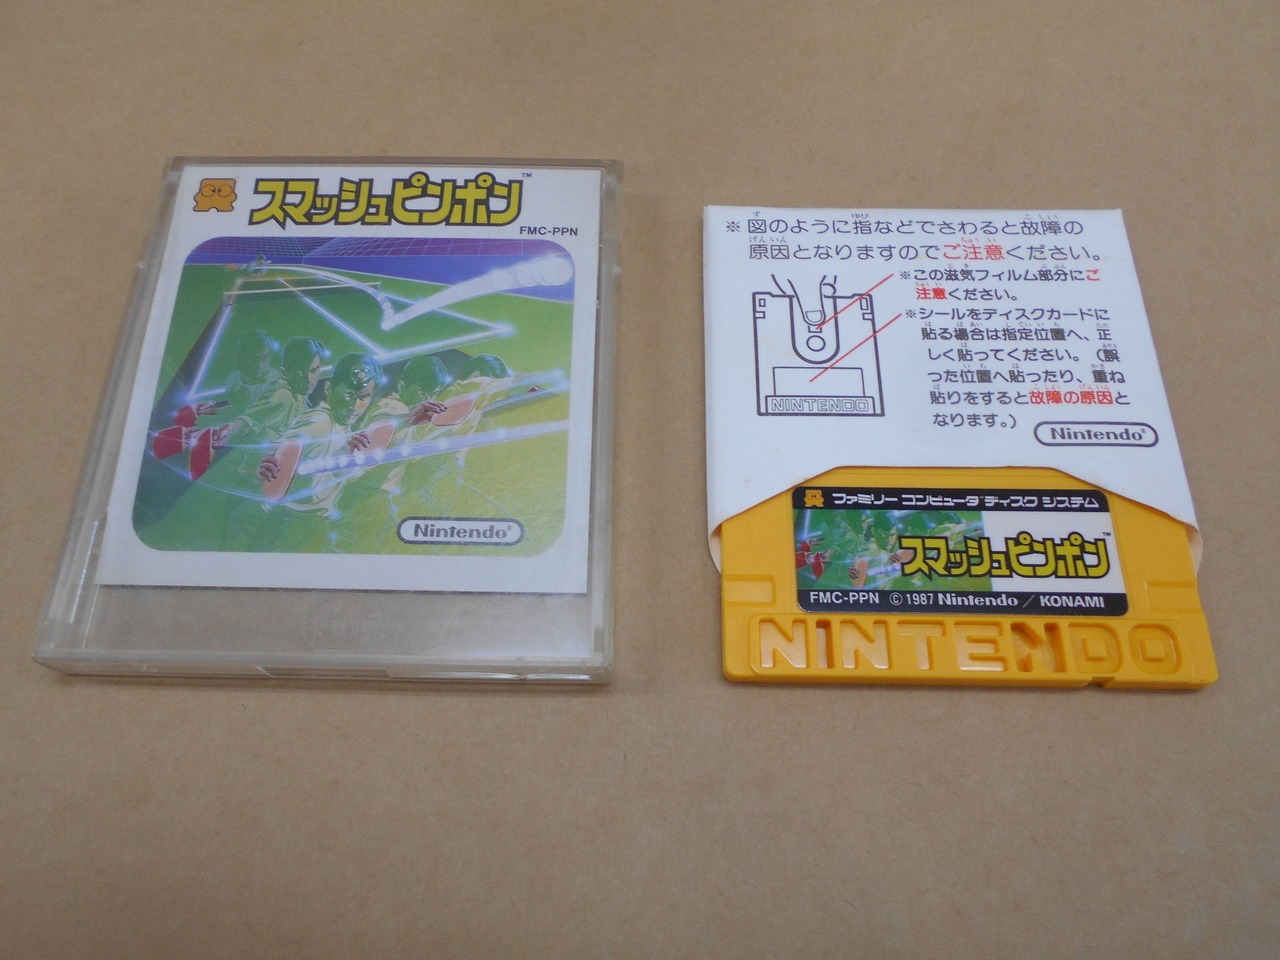 スマッシュピンポン™
FMC-PPN
Nintendo®
※図のように指などでさわると故障の
原因となりますのでご注意ください。
※この磁気フィルム部分にご
注意ください。
※シールをディスクカードに
貼る場合は指定位置へ、正
しく貼ってください。（誤
った位置へ貼ったり、重ね
貼りをすると故障の原因と
なります。）
NINTENDO
Nintendo®
ファミリー コンピュータ™ディスク システム
スマッシュピンポン™
FMC-PPN © 1987 Nintendo / KONAMI
NINTENDO